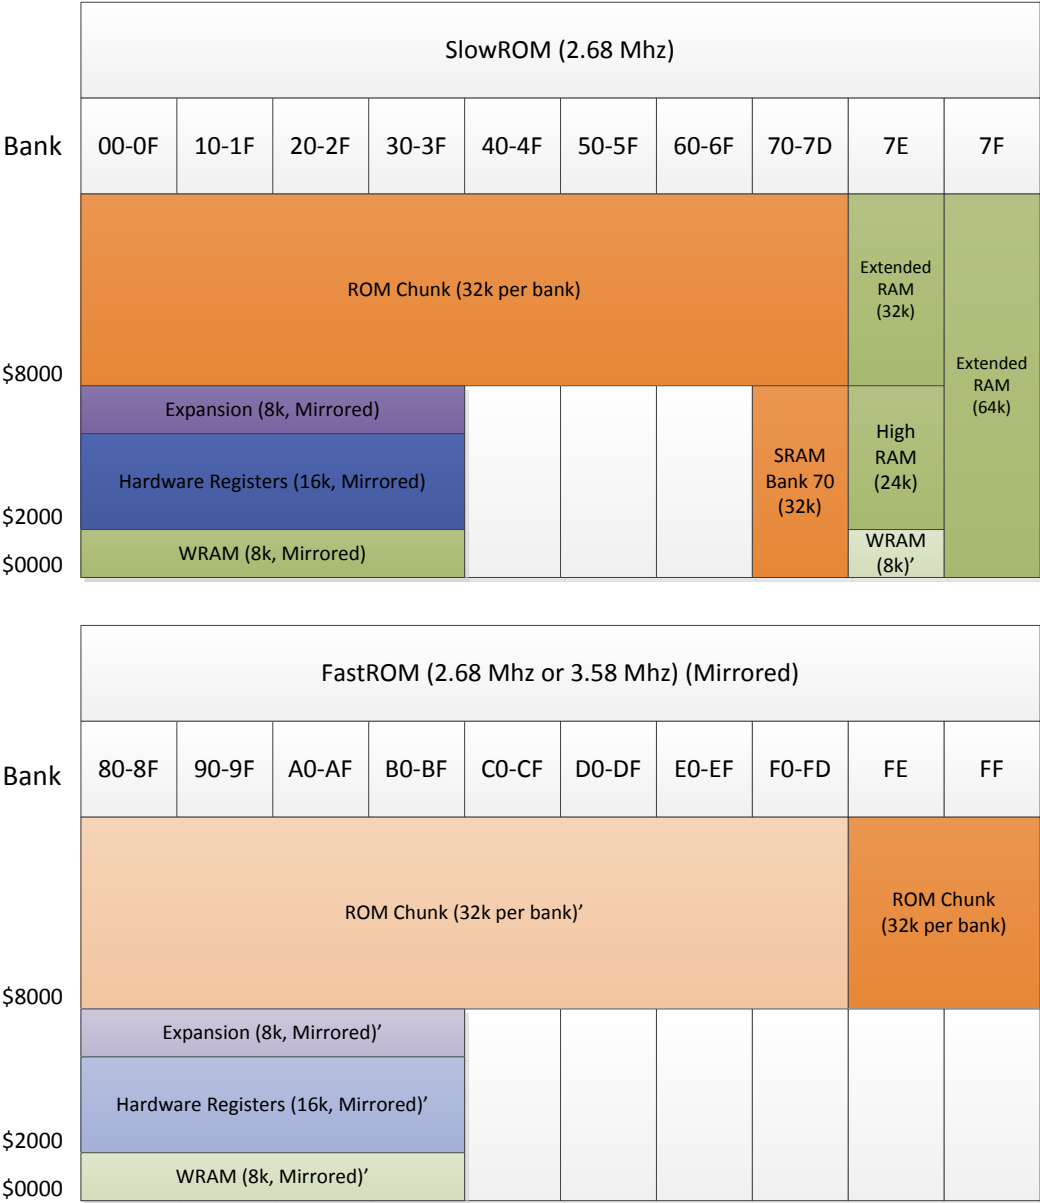 SlowROM (2.68 Mhz)
Bank
00-0F
10-1F
20-2F
30-3F
40-4F
50-5F
60-6F
70-7D
7E
7F
ROM Chunk (32k per bank)
Extended
RAM
(32k)
Extended
RAM
(64k)
$8000
Expansion (8k, Mirrored)
Hardware Registers (16k, Mirrored)
SRAM
Bank 70
(32k)
High
RAM
(24k)
$2000
WRAM (8k, Mirrored)
WRAM
(8k)’
$0000
FastROM (2.68 Mhz or 3.58 Mhz) (Mirrored)
Bank
80-8F
90-9F
A0-AF
B0-BF
C0-CF
D0-DF
E0-EF
F0-FD
FE
FF
ROM Chunk (32k per bank)’
ROM Chunk
(32k per bank)
$8000
Expansion (8k, Mirrored)’
Hardware Registers (16k, Mirrored)’
$2000
WRAM (8k, Mirrored)’
$0000